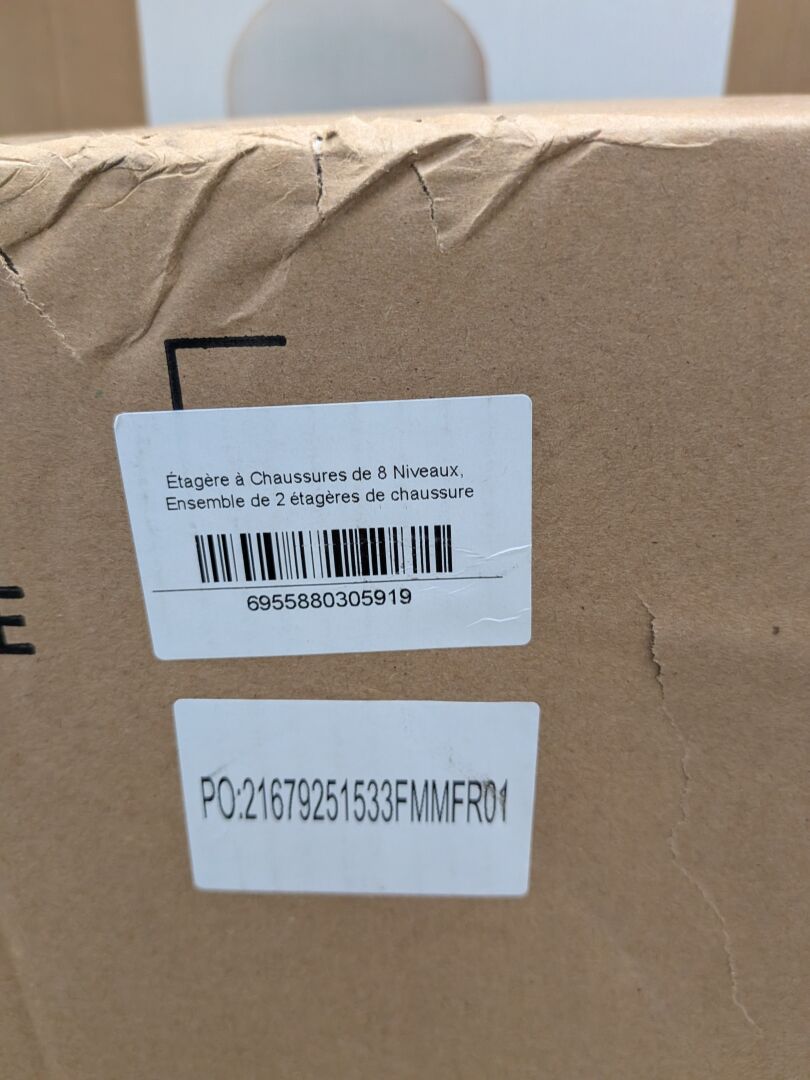 Étagère à Chaussures de 8 Niveaux,
Ensemble de 2 étagères de chaussure
6955880305919
E
PO:21679251533FMMFR01